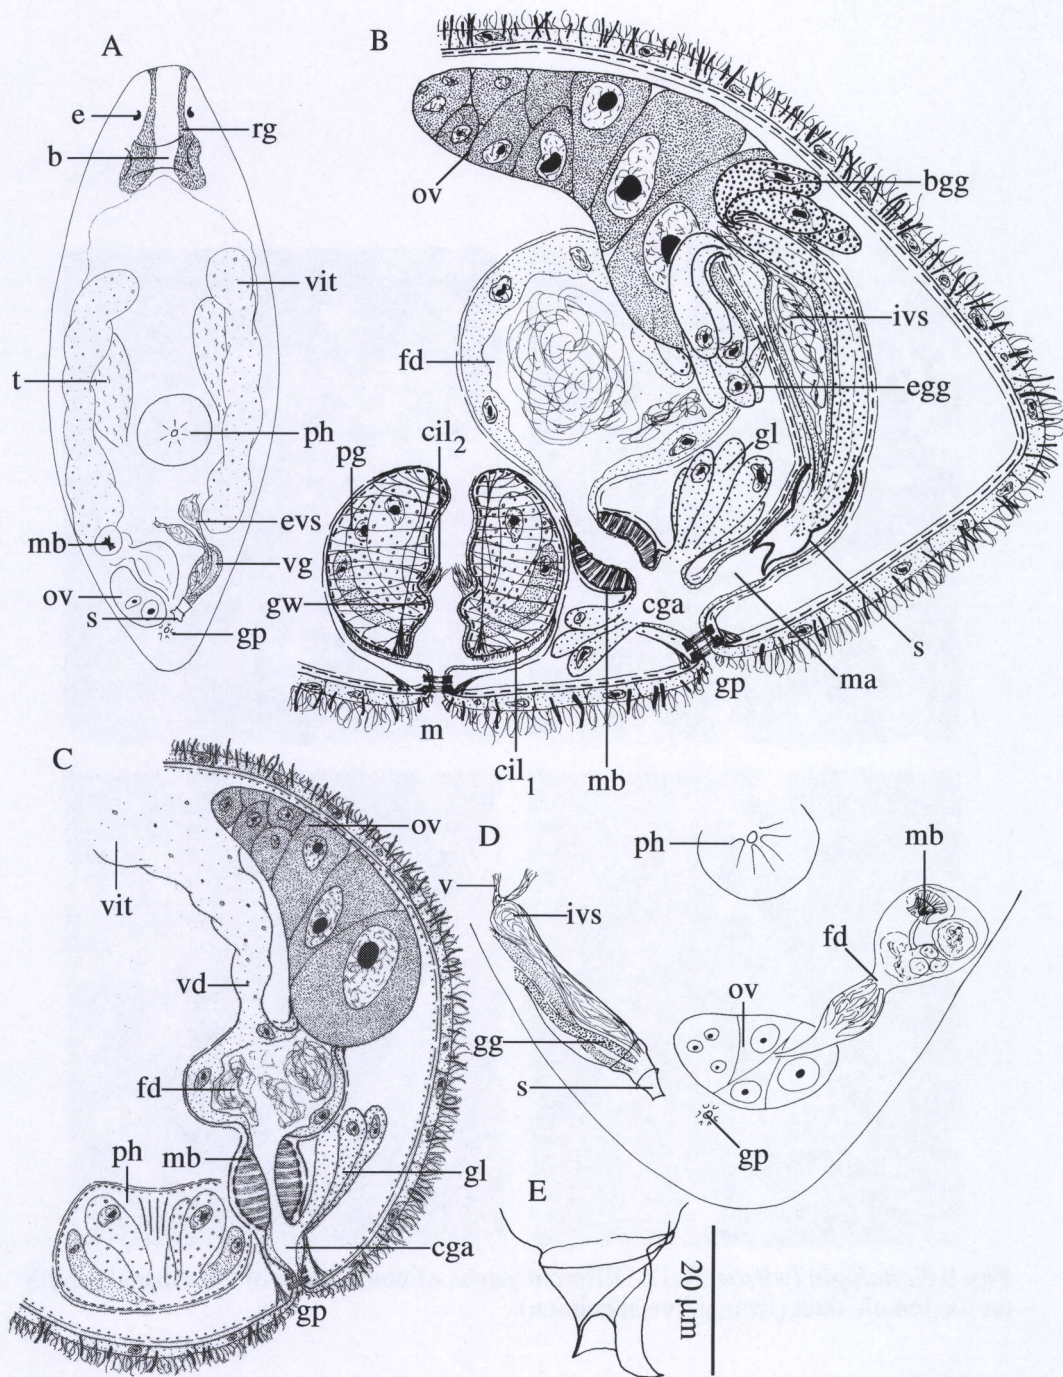 A
e
rg
b
vit
t
ph
evs
mb
vg
ov
s
gp
B
ov
bgg
ivs
fd
egg
gl
cil2
pg
gw
cga
s
ma
gp
m
cil1
mb
C
ov
vit
vd
fd
ph
mb
gl
cga
gp
D
ph
mb
v
ivs
fd
ov
gg
s
gp
E
20 µm